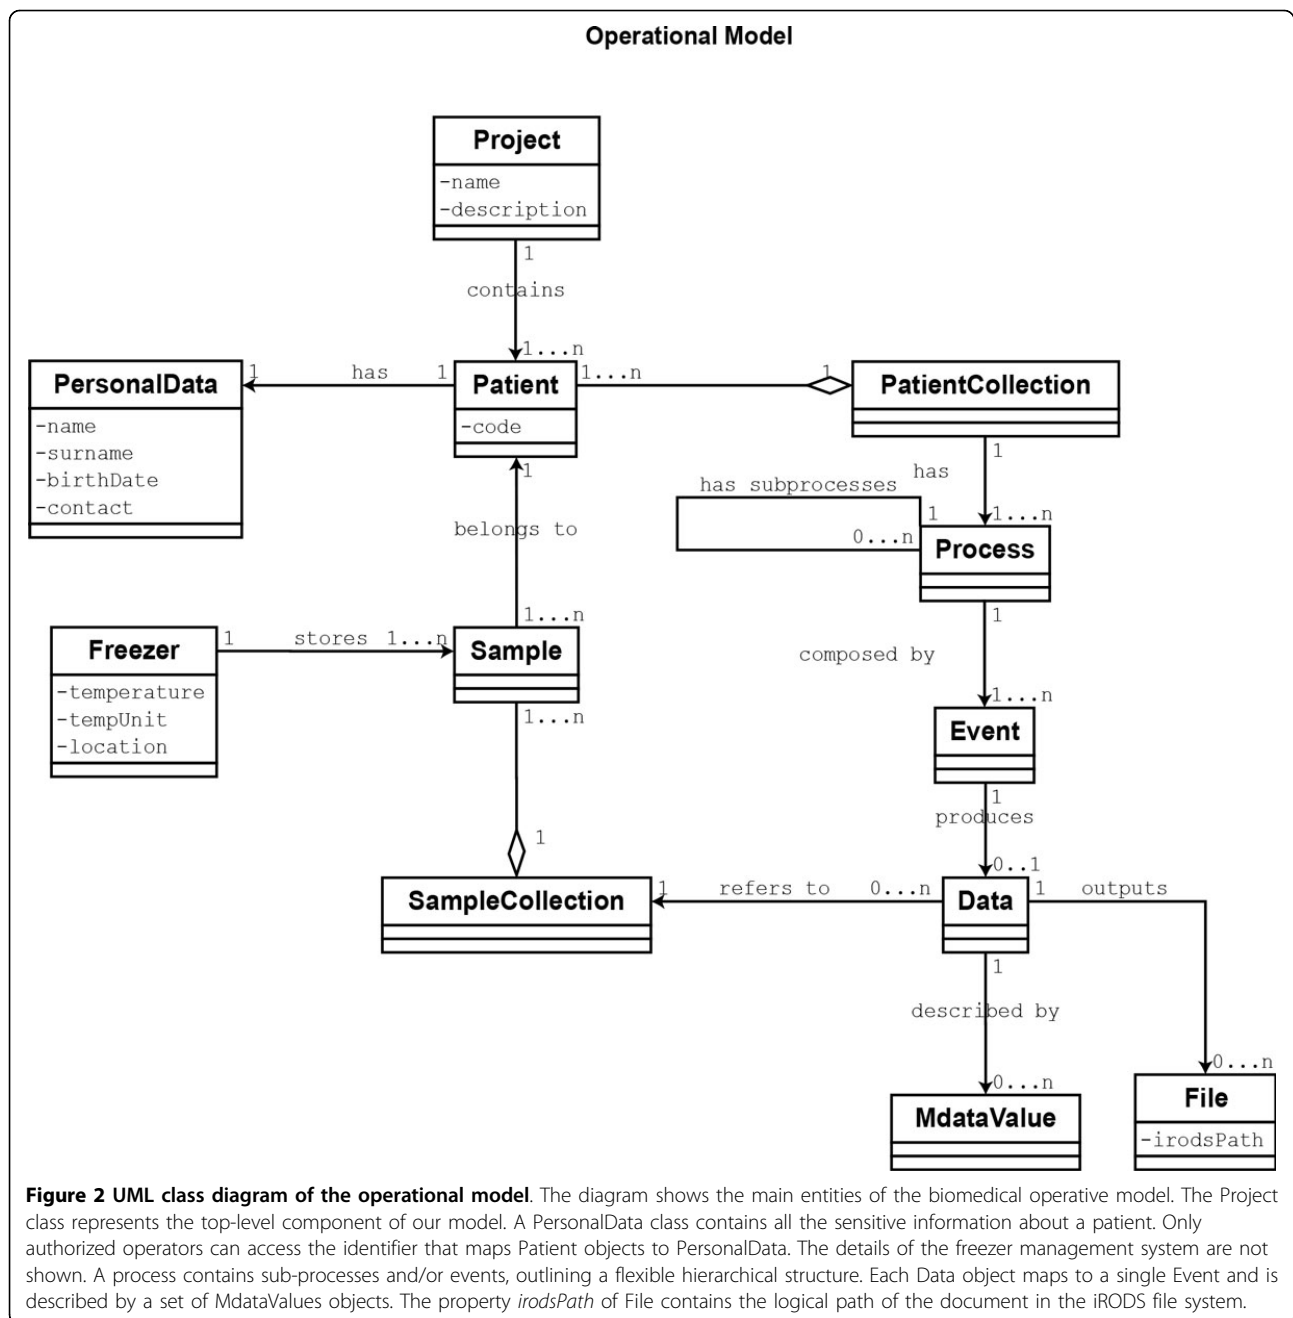 Operational Model
Project
-name
-description
1
contains
1...n
PersonalData
-name
-surname
-birthDate
-contact
1
has
1
Patient
-code
1...n
1
PatientCollection
1
has
1...n
has subprocesses
1
0...n
Process
1
belongs to
1...n
Freezer
-temperature
-tempUnit
-location
1
stores
1...n
Sample
1...n
1
composed by
1...n
Event
1
produces
0..1
1
SampleCollection
1
refers to
0...n
Data
1
outputs
1
described by
0...n
MdataValue
0...n
File
-irodsPath
Figure 2 UML class diagram of the operational model. The diagram shows the main entities of the biomedical operative model. The Project
class represents the top-level component of our model. A PersonalData class contains all the sensitive information about a patient. Only
authorized operators can access the identifier that maps Patient objects to PersonalData. The details of the freezer management system are not
shown. A process contains sub-processes and/or events, outlining a flexible hierarchical structure. Each Data object maps to a single Event and is
described by a set of MdataValues objects. The property irodsPath of File contains the logical path of the document in the iRODS file system.